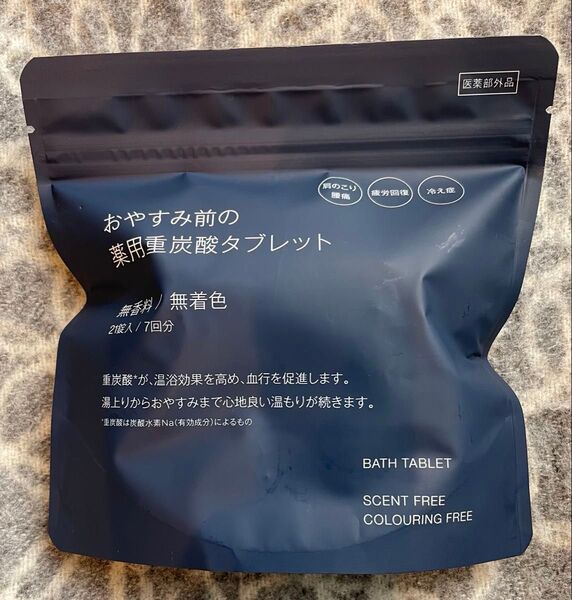 医薬部外品
肩のこり
腰痛
疲労回復
冷え症
おやすみ前の
薬用重炭酸タブレット
無香料 / 無着色
21錠入 / 7回分
重炭酸*が、温浴効果を高め、血行を促進します。
湯上りからおやすみまで心地良い温もりが続きます。
*重炭酸は炭酸水素Na（有効成分）によるもの
BATH TABLET
SCENT FREE
COLOURING FREE